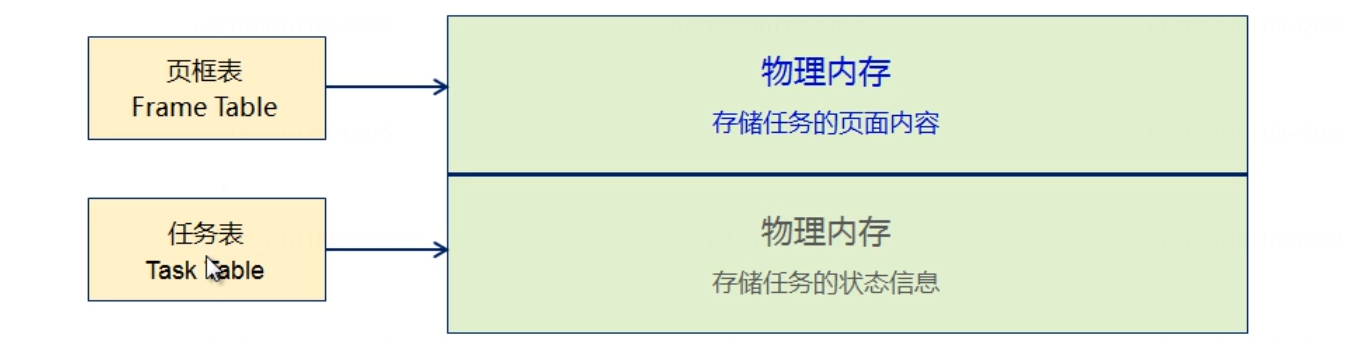 页框表
Frame Table
物理内存
存储任务的页面内容
任务表
Task Table
物理内存
存储任务的状态信息